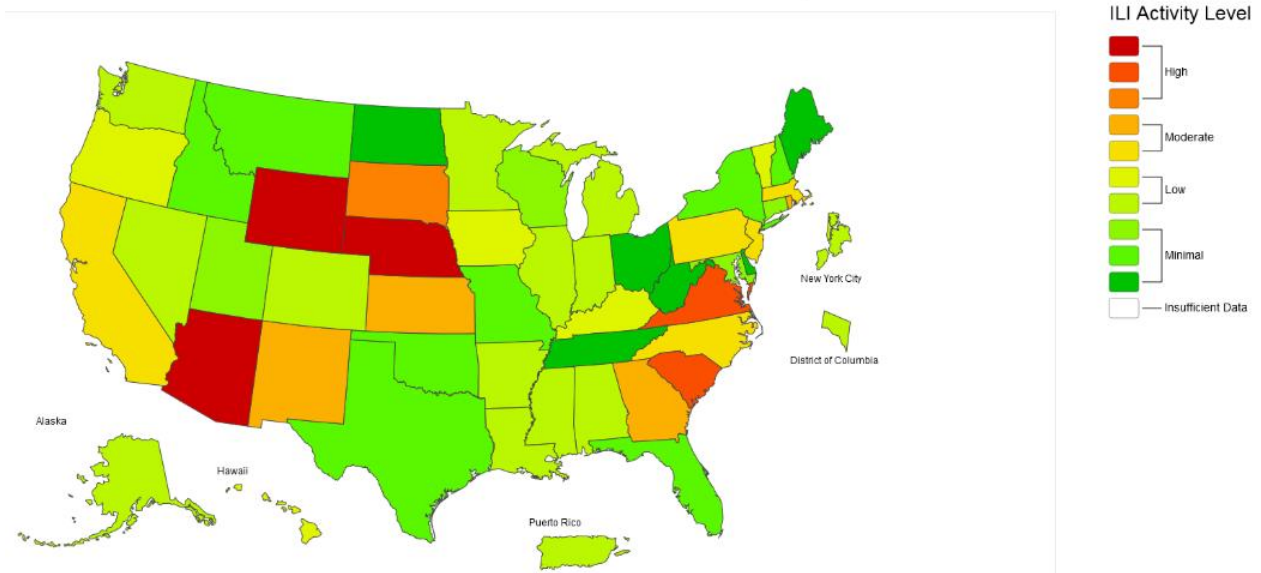 ILI Activity Level
High
Moderate
Low
Minimal
Insufficient Data
New York City
District of Columbia
Alaska
Hawaii
Puerto Rico